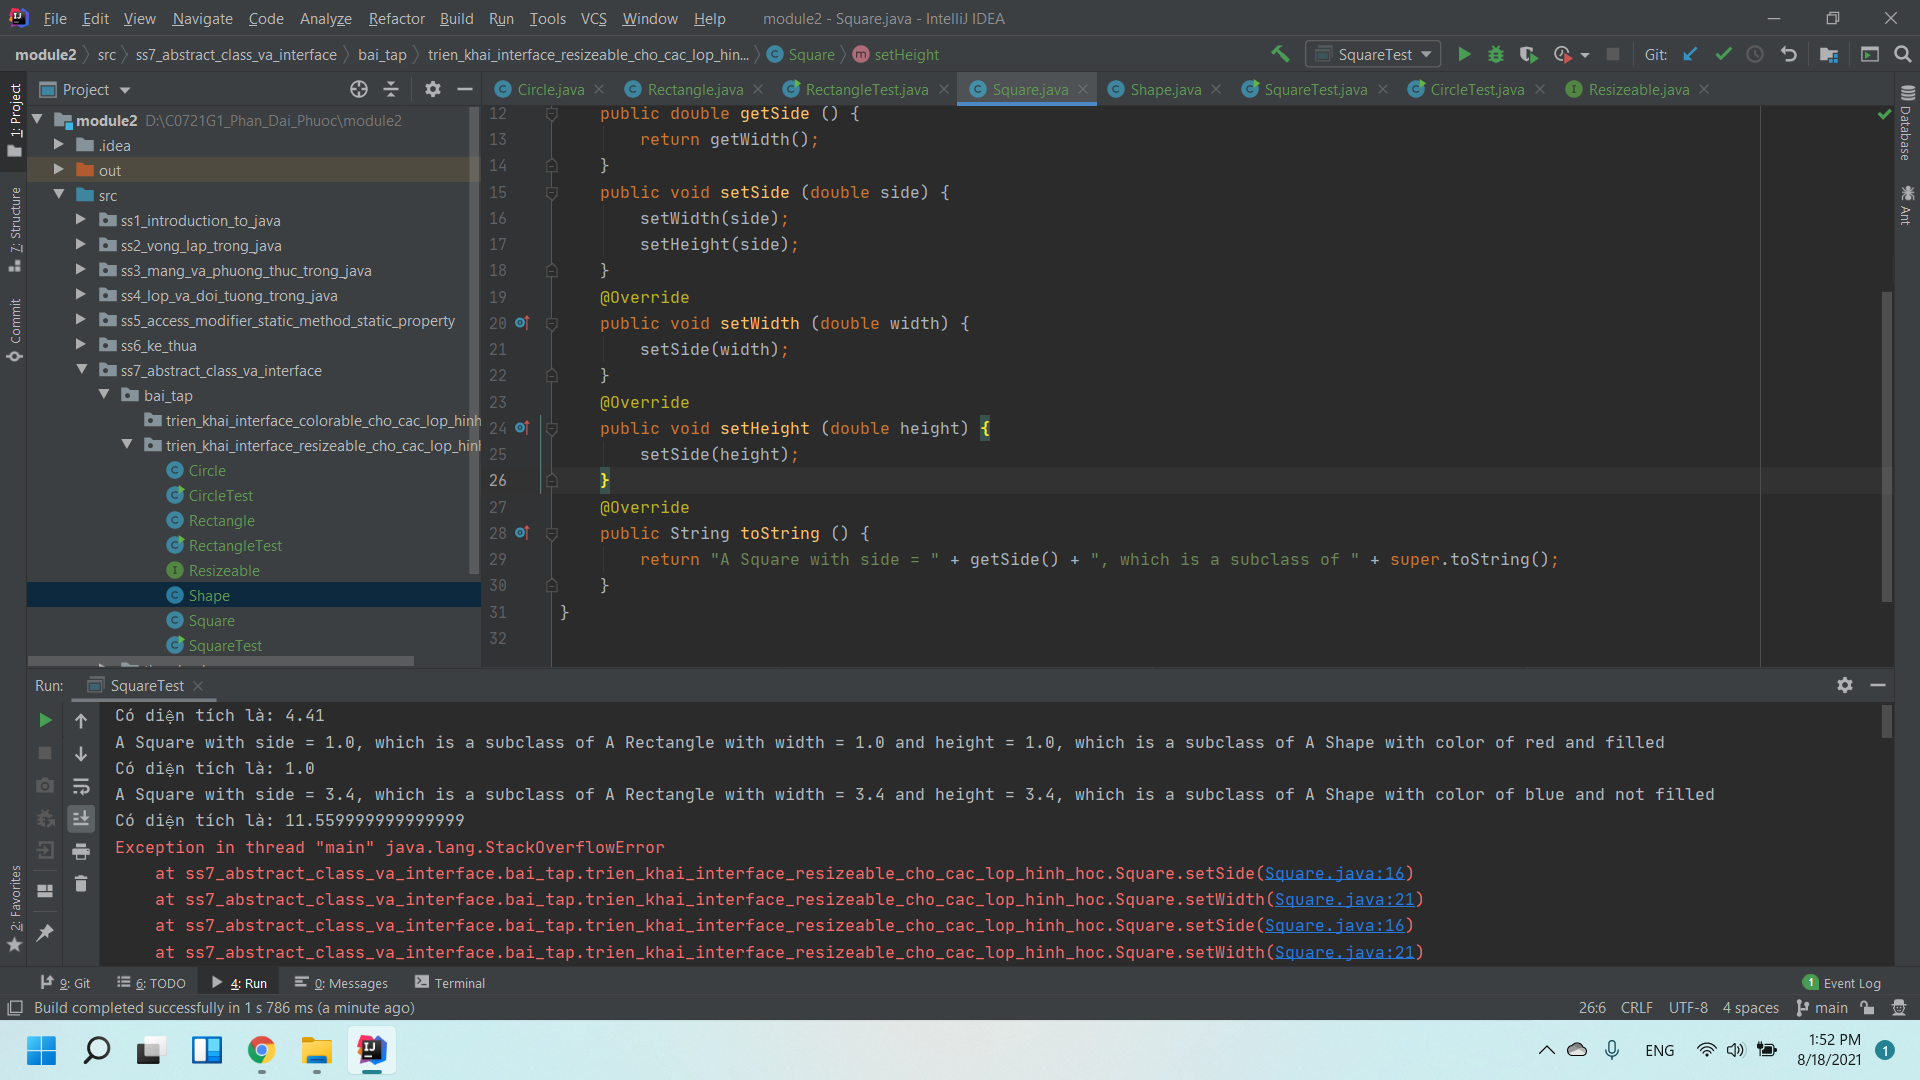 File Edit View Navigate Code Analyze Refactor Build Run Tools VCS Window Help module2 - Square.java - IntelliJ IDEA
module2 src ss7_abstract_class_va_interface bai_tap trien_khai_interface_resizeable_cho_cac_lop_hin... Square setHeight SquareTest Git:
Project
Circle.java Rectangle.java RectangleTest.java Square.java Shape.java SquareTest.java CircleTest.java Resizeable.java
1: Project
7: Structure
Commit
2: Favorites
module2 D:\C0721G1_Phan_Dai_Phuoc\module2
.idea
out
src
ss1_introduction_to_java
ss2_vong_lap_trong_java
ss3_mang_va_phuong_thuc_trong_java
ss4_lop_va_doi_tuong_trong_java
ss5_access_modifier_static_method_static_property
ss6_ke_thua
ss7_abstract_class_va_interface
bai_tap
trien_khai_interface_colorable_cho_cac_lop_hinh
trien_khai_interface_resizeable_cho_cac_lop_hinh
Circle
CircleTest
Rectangle
RectangleTest
Resizeable
Shape
Square
SquareTest
12 public double getSide () {
13 return getWidth();
14 }
15 public void setSide (double side) {
16 setWidth(side);
17 setHeight(side);
18 }
19 @Override
20 public void setWidth (double width) {
21 setSide(width);
22 }
23 @Override
24 public void setHeight (double height) {
25 setSide(height);
26 }
27 @Override
28 public String toString () {
29 return "A Square with side = " + getSide() + ", which is a subclass of " + super.toString();
30 }
31 }
32
Database
Ant
Run: SquareTest
Có diện tích là: 4.41
A Square with side = 1.0, which is a subclass of A Rectangle with width = 1.0 and height = 1.0, which is a subclass of A Shape with color of red and filled
Có diện tích là: 1.0
A Square with side = 3.4, which is a subclass of A Rectangle with width = 3.4 and height = 3.4, which is a subclass of A Shape with color of blue and not filled
Có diện tích là: 11.559999999999999
Exception in thread "main" java.lang.StackOverflowError
at ss7_abstract_class_va_interface.bai_tap.trien_khai_interface_resizeable_cho_cac_lop_hinh_hoc.Square.setSide(Square.java:16)
at ss7_abstract_class_va_interface.bai_tap.trien_khai_interface_resizeable_cho_cac_lop_hinh_hoc.Square.setWidth(Square.java:21)
at ss7_abstract_class_va_interface.bai_tap.trien_khai_interface_resizeable_cho_cac_lop_hinh_hoc.Square.setSide(Square.java:16)
at ss7_abstract_class_va_interface.bai_tap.trien_khai_interface_resizeable_cho_cac_lop_hinh_hoc.Square.setWidth(Square.java:21)
9: Git 6: TODO 4: Run 0: Messages Terminal 1 Event Log
Build completed successfully in 1 s 786 ms (a minute ago) 26:6 CRLF UTF-8 4 spaces main
ENG 1:52 PM
8/18/2021 1